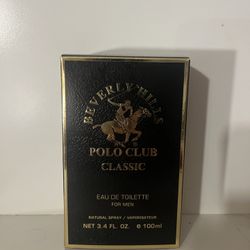 BEVERLY HILLS
POLO CLUB
CLASSIC
EAU DE TOILETTE
FOR MEN
NATURAL SPRAY / VAPORISATEUR
NET 3.4 FL. OZ. ℮ 100ml